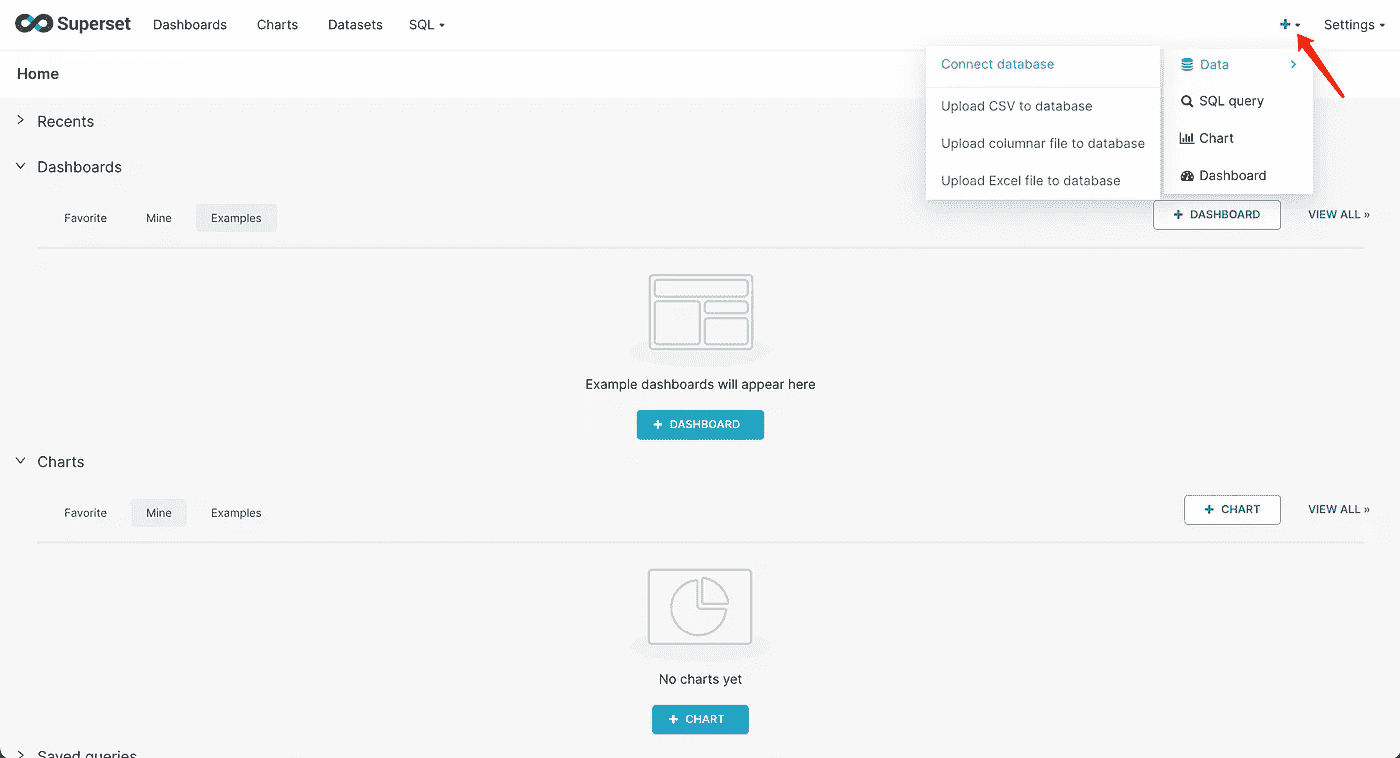 Superset Dashboards Charts Datasets SQL Settings
Home
Connect database
Upload CSV to database
Upload columnar file to database
Upload Excel file to database
Data
SQL query
Chart
Dashboard
Recents
Dashboards
Favorite Mine Examples
+ DASHBOARD VIEW ALL »
Example dashboards will appear here
+ DASHBOARD
Charts
Favorite Mine Examples
+ CHART VIEW ALL »
No charts yet
+ CHART
Saved queries